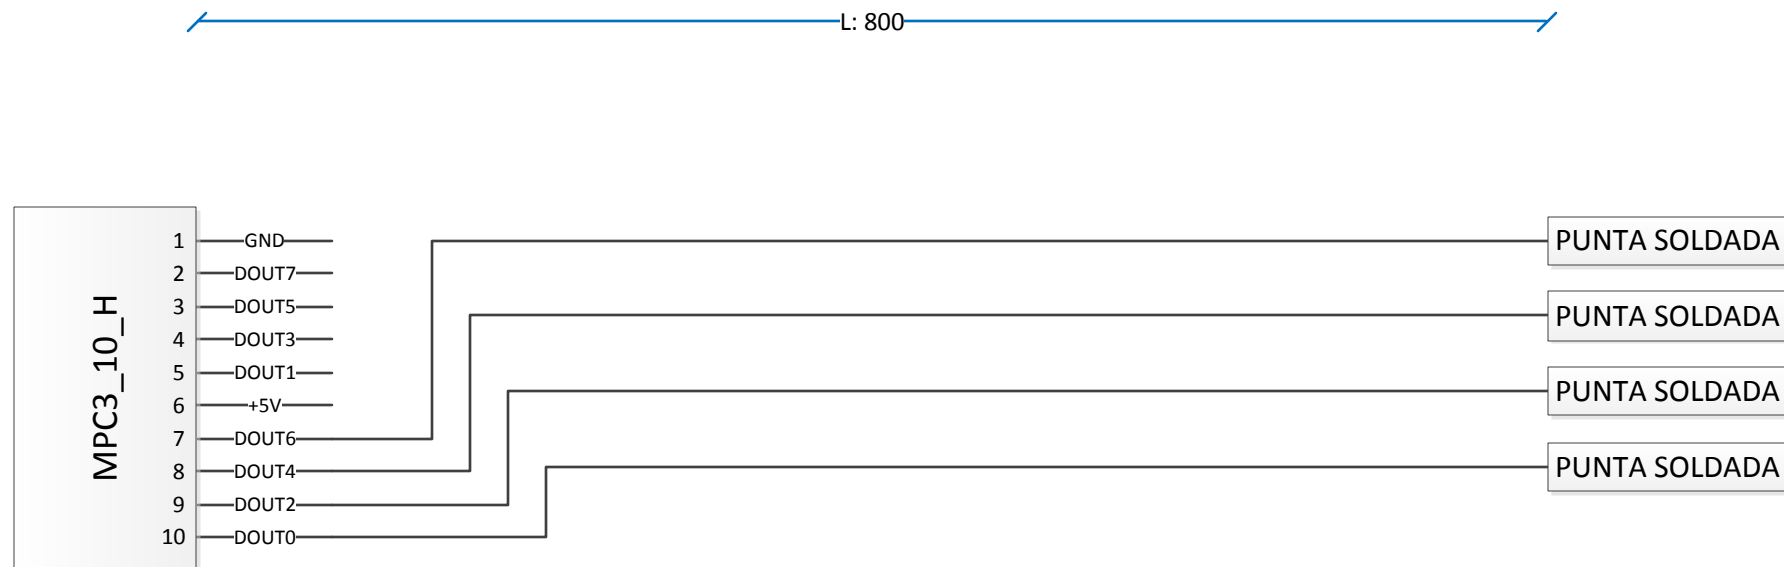 L: 800
MPC3_10_H
1 GND
2 DOUT7
3 DOUT5
4 DOUT3
5 DOUT1
6 +5V
7 DOUT6
8 DOUT4
9 DOUT2
10 DOUT0
PUNTA SOLDADA
PUNTA SOLDADA
PUNTA SOLDADA
PUNTA SOLDADA